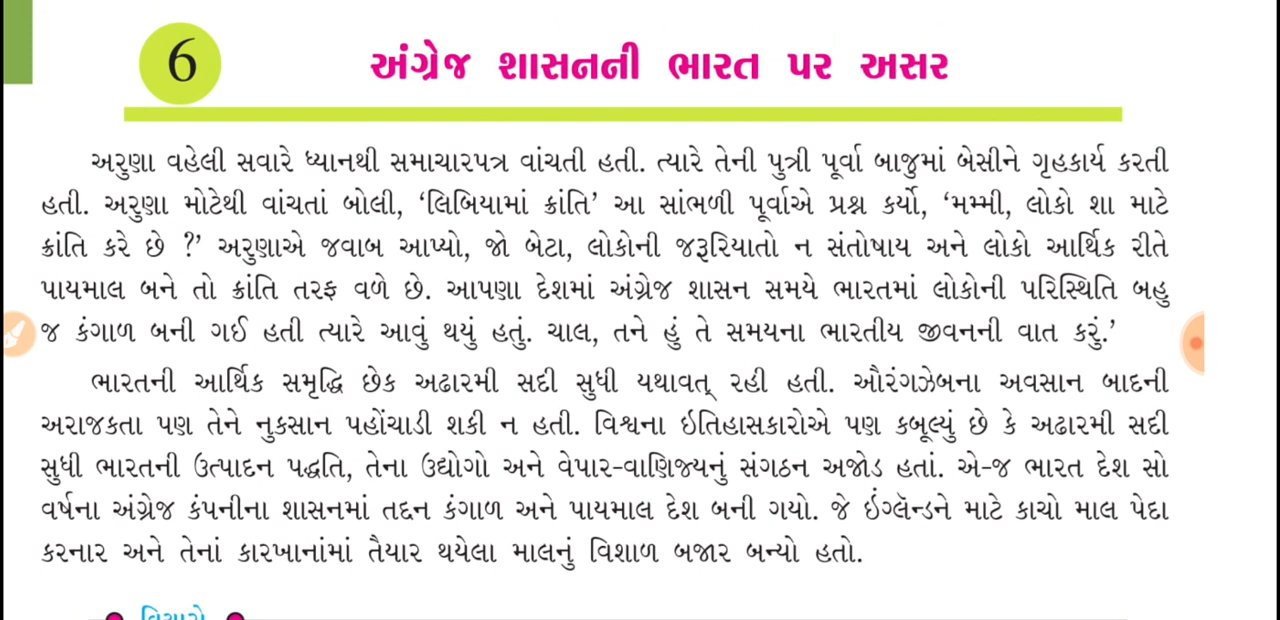 6
અંગ્રેજ શાસનની ભારત પર અસર
અરુણા વહેલી સવારે ધ્યાનથી સમાચારપત્ર વાંચતી હતી. ત્યારે તેની પુત્રી પૂર્વા બાજુમાં બેસીને ગૃહકાર્ય કરતી
હતી. અરુણા મોટેથી વાંચતાં બોલી, ‘લિબિયામાં ક્રાંતિ’ આ સાંભળી પૂર્વાએ પ્રશ્ન કર્યો, ‘મમ્મી, લોકો શા માટે
ક્રાંતિ કરે છે ?’ અરુણાએ જવાબ આપ્યો, જો બેટા, લોકોની જરૂરિયાતો ન સંતોષાય અને લોકો આર્થિક રીતે
પાયમાલ બને તો ક્રાંતિ તરફ વળે છે. આપણા દેશમાં અંગ્રેજ શાસન સમયે ભારતમાં લોકોની પરિસ્થિતિ બહુ
જ કંગાળ બની ગઈ હતી ત્યારે આવું થયું હતું. ચાલ, તને હું તે સમયના ભારતીય જીવનની વાત કરું.’
ભારતની આર્થિક સમૃદ્ધિ છેક અઢારમી સદી સુધી યથાવત્ રહી હતી. ઔરંગઝેબના અવસાન બાદની
અરાજકતા પણ તેને નુકસાન પહોંચાડી શકી ન હતી. વિશ્વના ઇતિહાસકારોએ પણ કબૂલ્યું છે કે અઢારમી સદી
સુધી ભારતની ઉત્પાદન પદ્ધતિ, તેના ઉદ્યોગો અને વેપાર-વાણિજ્યનું સંગઠન અજોડ હતાં. એ-જ ભારત દેશ સો
વર્ષના અંગ્રેજ કંપનીના શાસનમાં તદ્દન કંગાળ અને પાયમાલ દેશ બની ગયો. જે ઇંગ્લૅન્ડને માટે કાચો માલ પેદા
કરનાર અને તેનાં કારખાનાંમાં તૈયાર થયેલા માલનું વિશાળ બજાર બન્યો હતો.